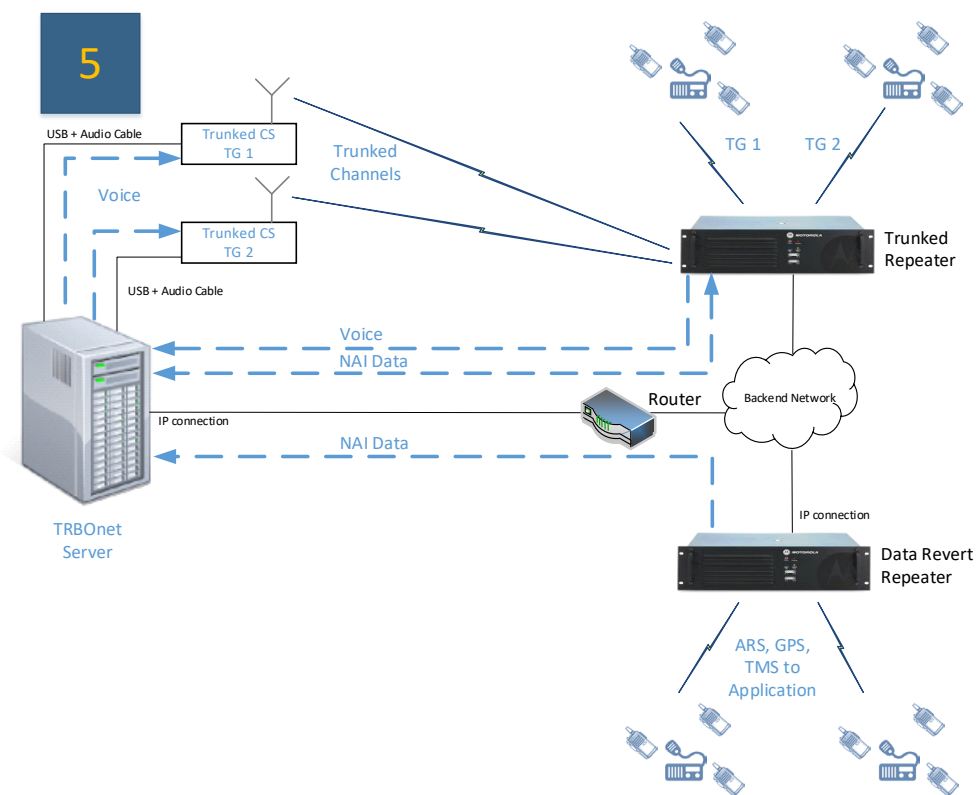 5
USB + Audio Cable
Trunked CS
TG 1
Voice
Trunked
Channels
Trunked CS
TG 2
USB + Audio Cable
TG 1
TG 2
MOTOROLA
Trunked
Repeater
Voice
NAI Data
Router
Backend Network
IP connection
NAI Data
IP connection
TRBOnet
Server
MOTOROLA
Data Revert
Repeater
ARS, GPS,
TMS to
Application